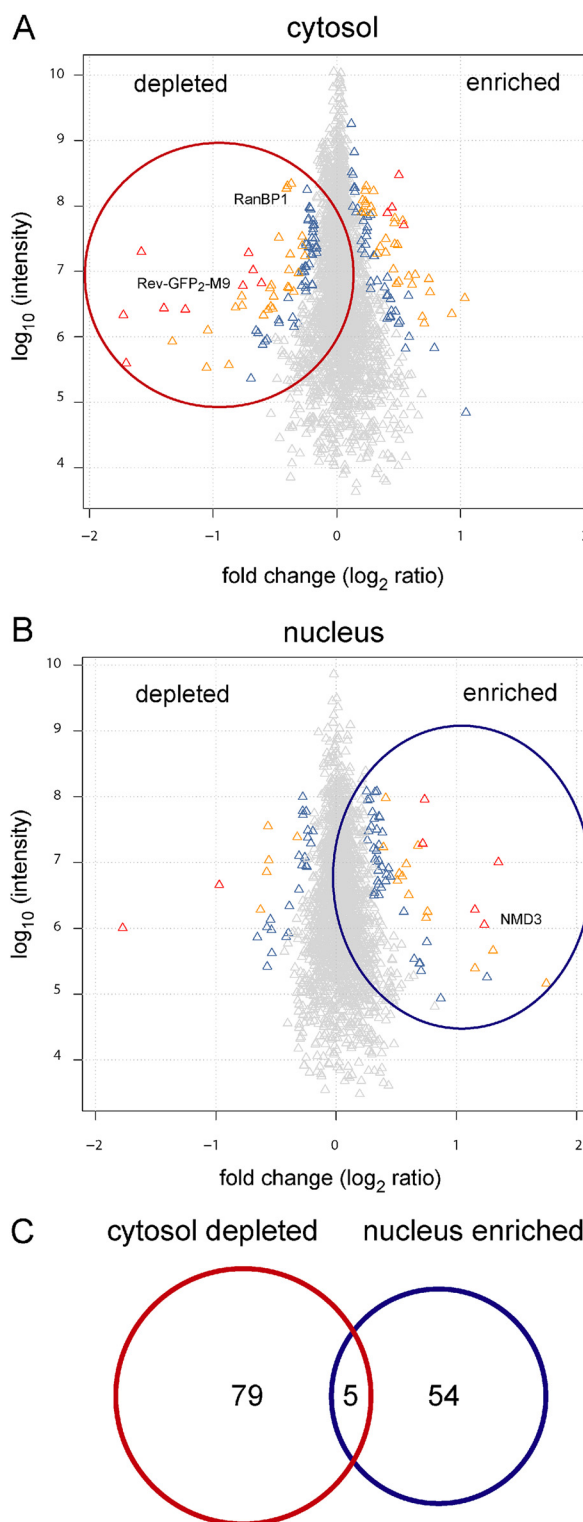 A
cytosol
depleted
enriched
10
9
8
7
6
5
4
RanBP1
Rev-GFP₂-M9
log₁₀ (intensity)
−2
−1
0
1
2
fold change (log₂ ratio)
B
nucleus
depleted
enriched
10
9
8
7
6
5
4
NMD3
log₁₀ (intensity)
−2
−1
0
1
2
fold change (log₂ ratio)
C
cytosol depleted
nucleus enriched
79
5
54